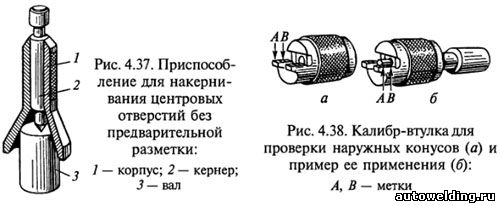 1
2
3
Рис. 4.37. Приспособ-
ление для накерни-
вания центровых
отверстий без
предварительной
разметки:
1 — корпус; 2 — кернер;
3 — вал
А В
А В
а
б
Рис. 4.38. Калибр-втулка для
проверки наружных конусов (а) и
пример ее применения (б):
А, В — метки
autowelding.ru